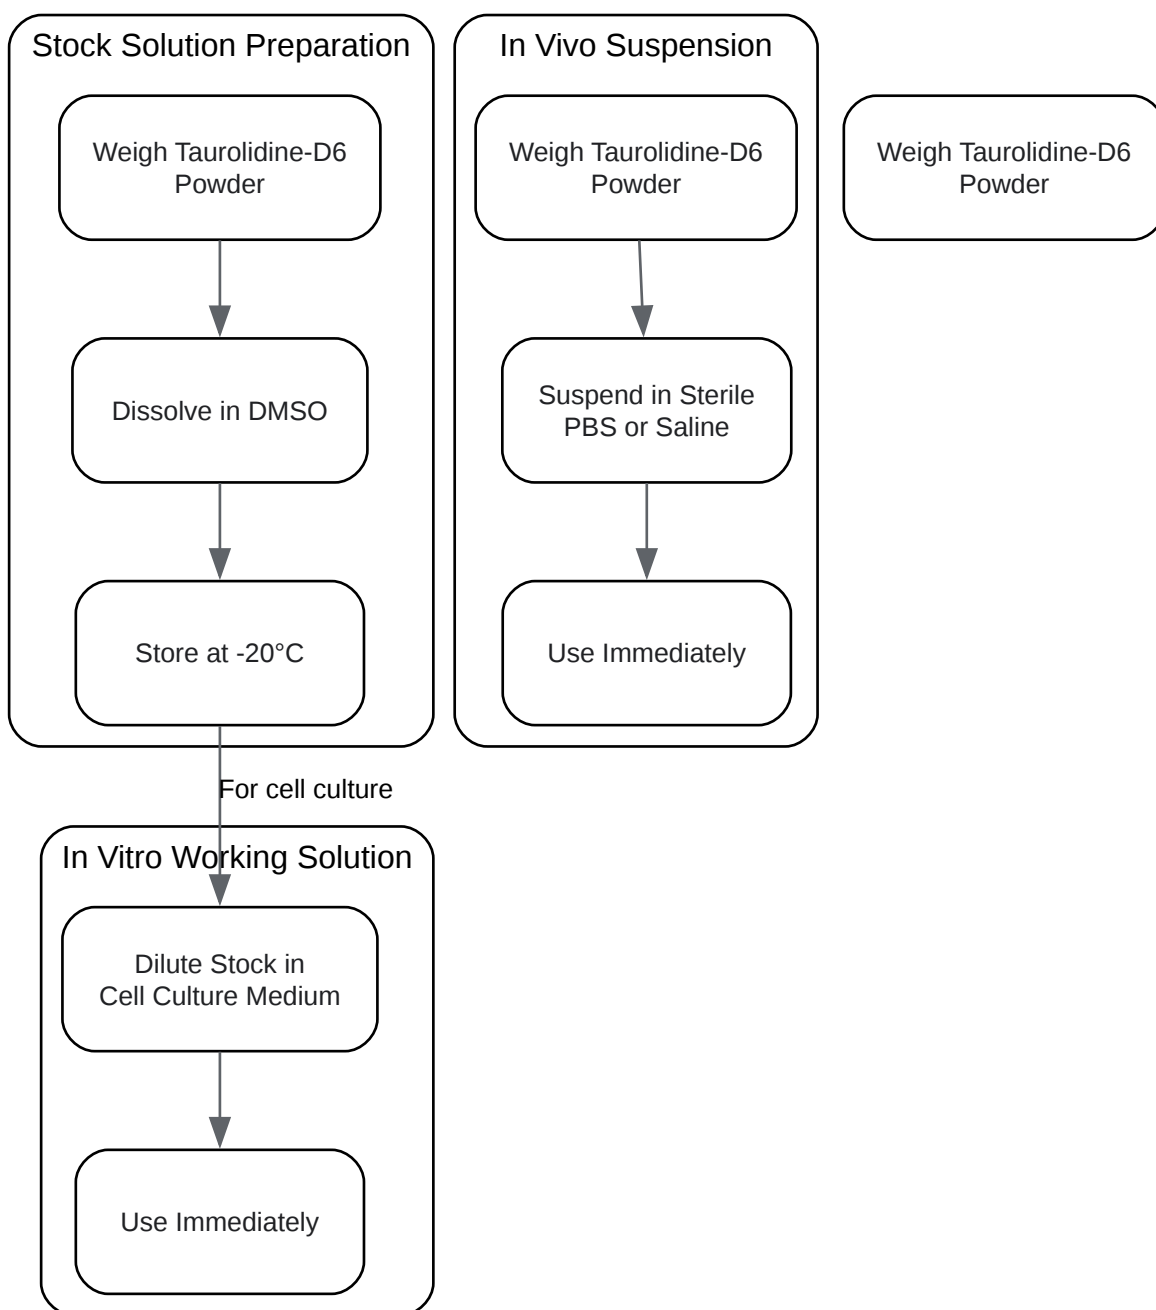 Stock Solution Preparation
Weigh Taurolidine-D6
Powder
Dissolve in DMSO
Store at -20°C
For cell culture
In Vitro Working Solution
Dilute Stock in
Cell Culture Medium
Use Immediately
In Vivo Suspension
Weigh Taurolidine-D6
Powder
Suspend in Sterile
PBS or Saline
Use Immediately
Weigh Taurolidine-D6
Powder